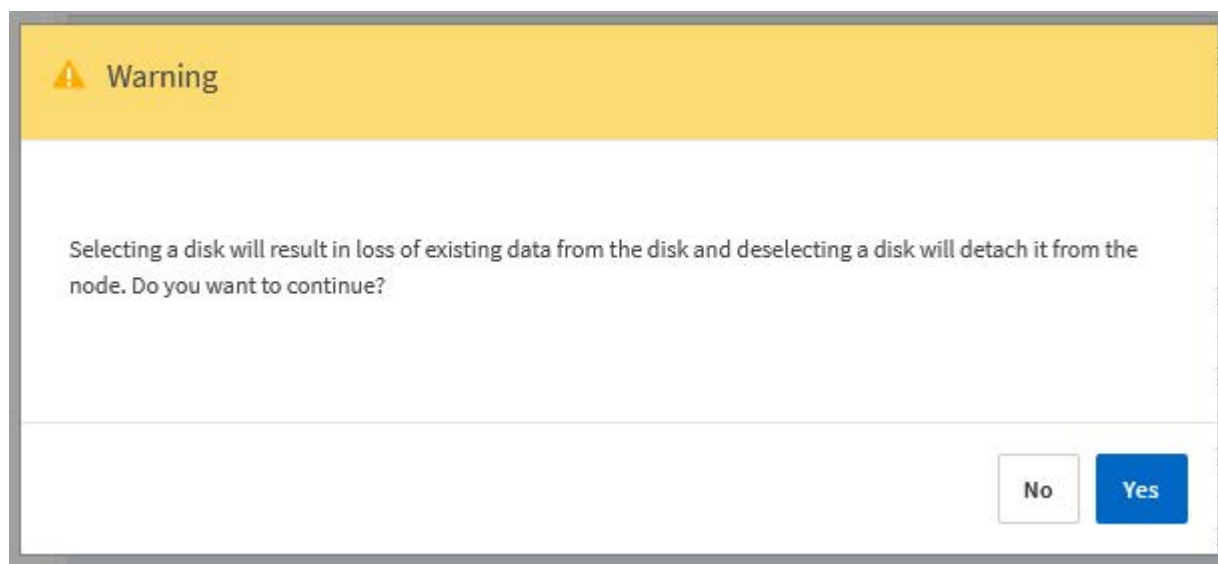 Warning
Selecting a disk will result in loss of existing data from the disk and deselecting a disk will detach it from the
node. Do you want to continue?
No
Yes